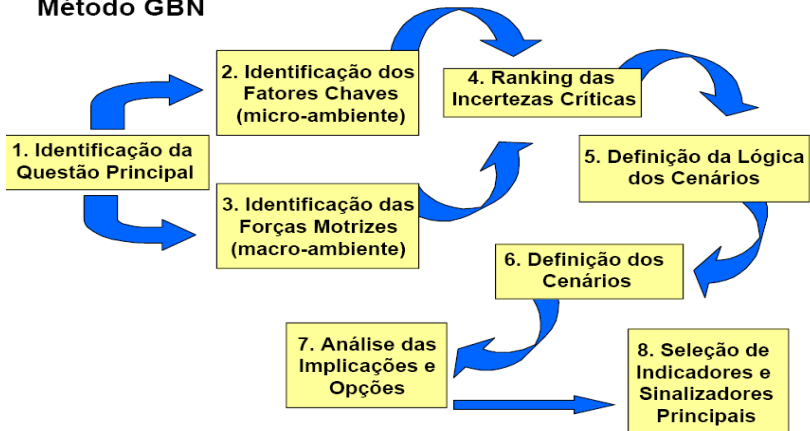 Método GBN
2. Identificação dos
Fatores Chaves
(micro-ambiente)
4. Ranking das
Incertezas Críticas
1. Identificação da
Questão Principal
5. Definição da Lógica
dos Cenários
3. Identificação das
Forças Motrizes
(macro-ambiente)
6. Definição dos
Cenários
7. Análise das
Implicações e
Opções
8. Seleção de
Indicadores e
Sinalizadores
Principais